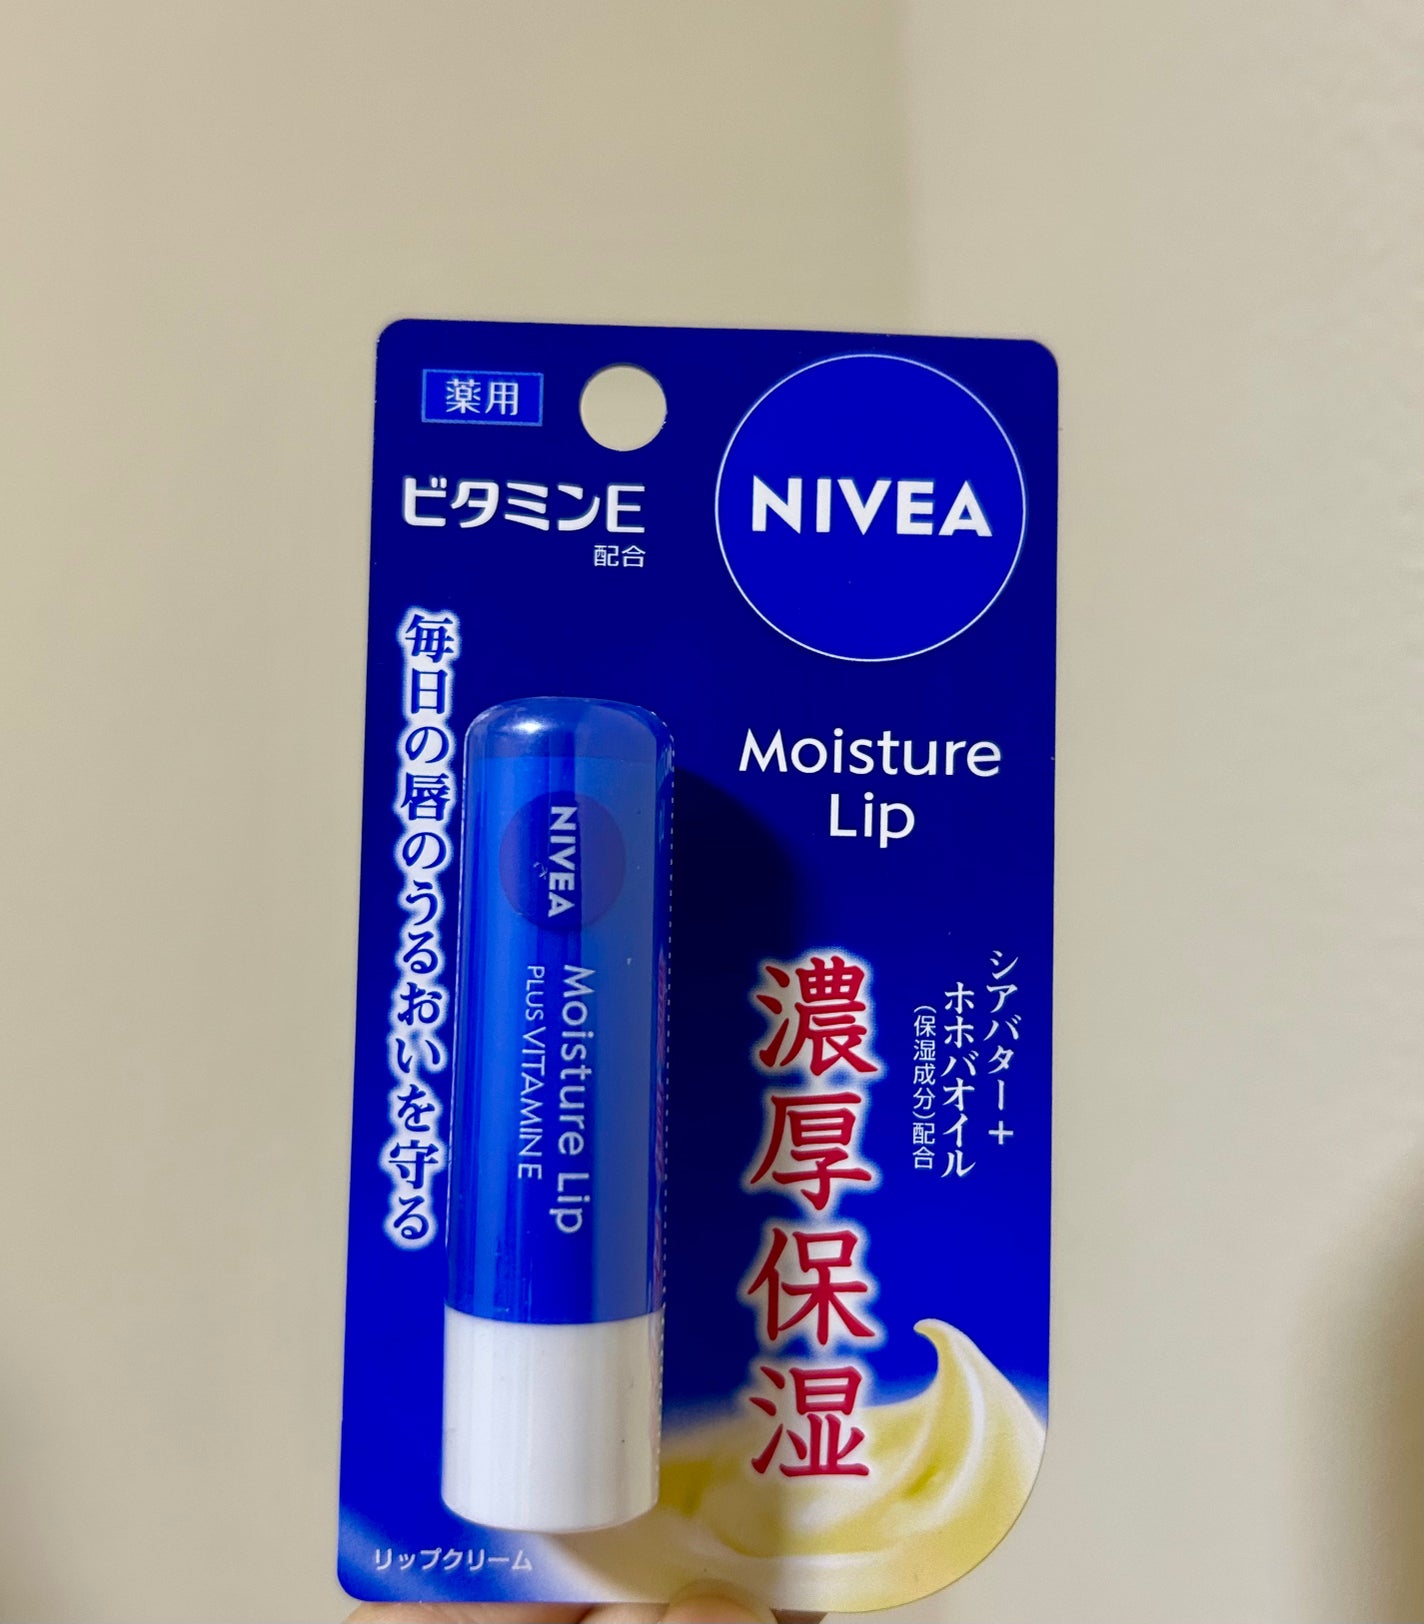 薬用
ビタミンE
配合
NIVEA
Moisture
Lip
毎日の唇のうるおいを守る
NIVEA
Moisture Lip
PLUS VITAMIN E
シアバター+
ホホバオイル
(保湿成分)配合
濃厚保湿
リップクリーム